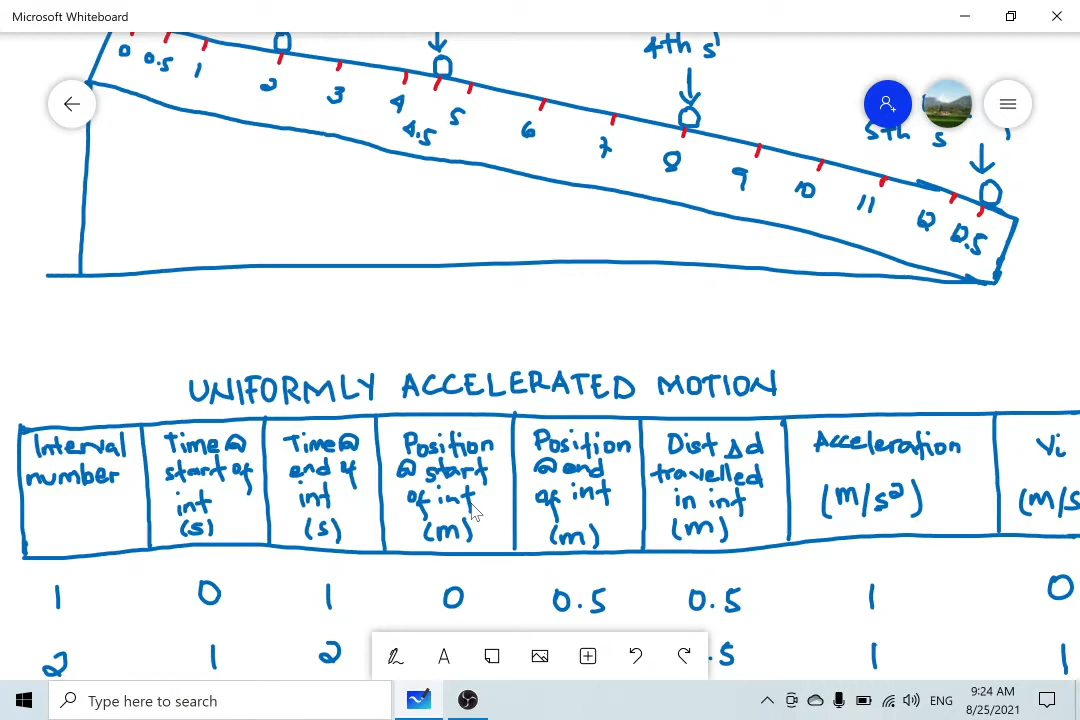 Microsoft Whiteboard
4th s
0 0.5 1 2 3 4 4.5 5 6 7 8 9 10 11 12 12.5
5th s
UNIFORMLY ACCELERATED MOTION
Interval number
Time @ start of int (s)
Time @ end of int (s)
Position @ start of int (m)
Position @ end of int (m)
Dist Δd travelled in int (m)
Acceleration (m/s²)
Vi (m/s
1 0 1 0 0.5 0.5 1 0
2 1 2 .5 1 1
Type here to search
ENG
9:24 AM
8/25/2021